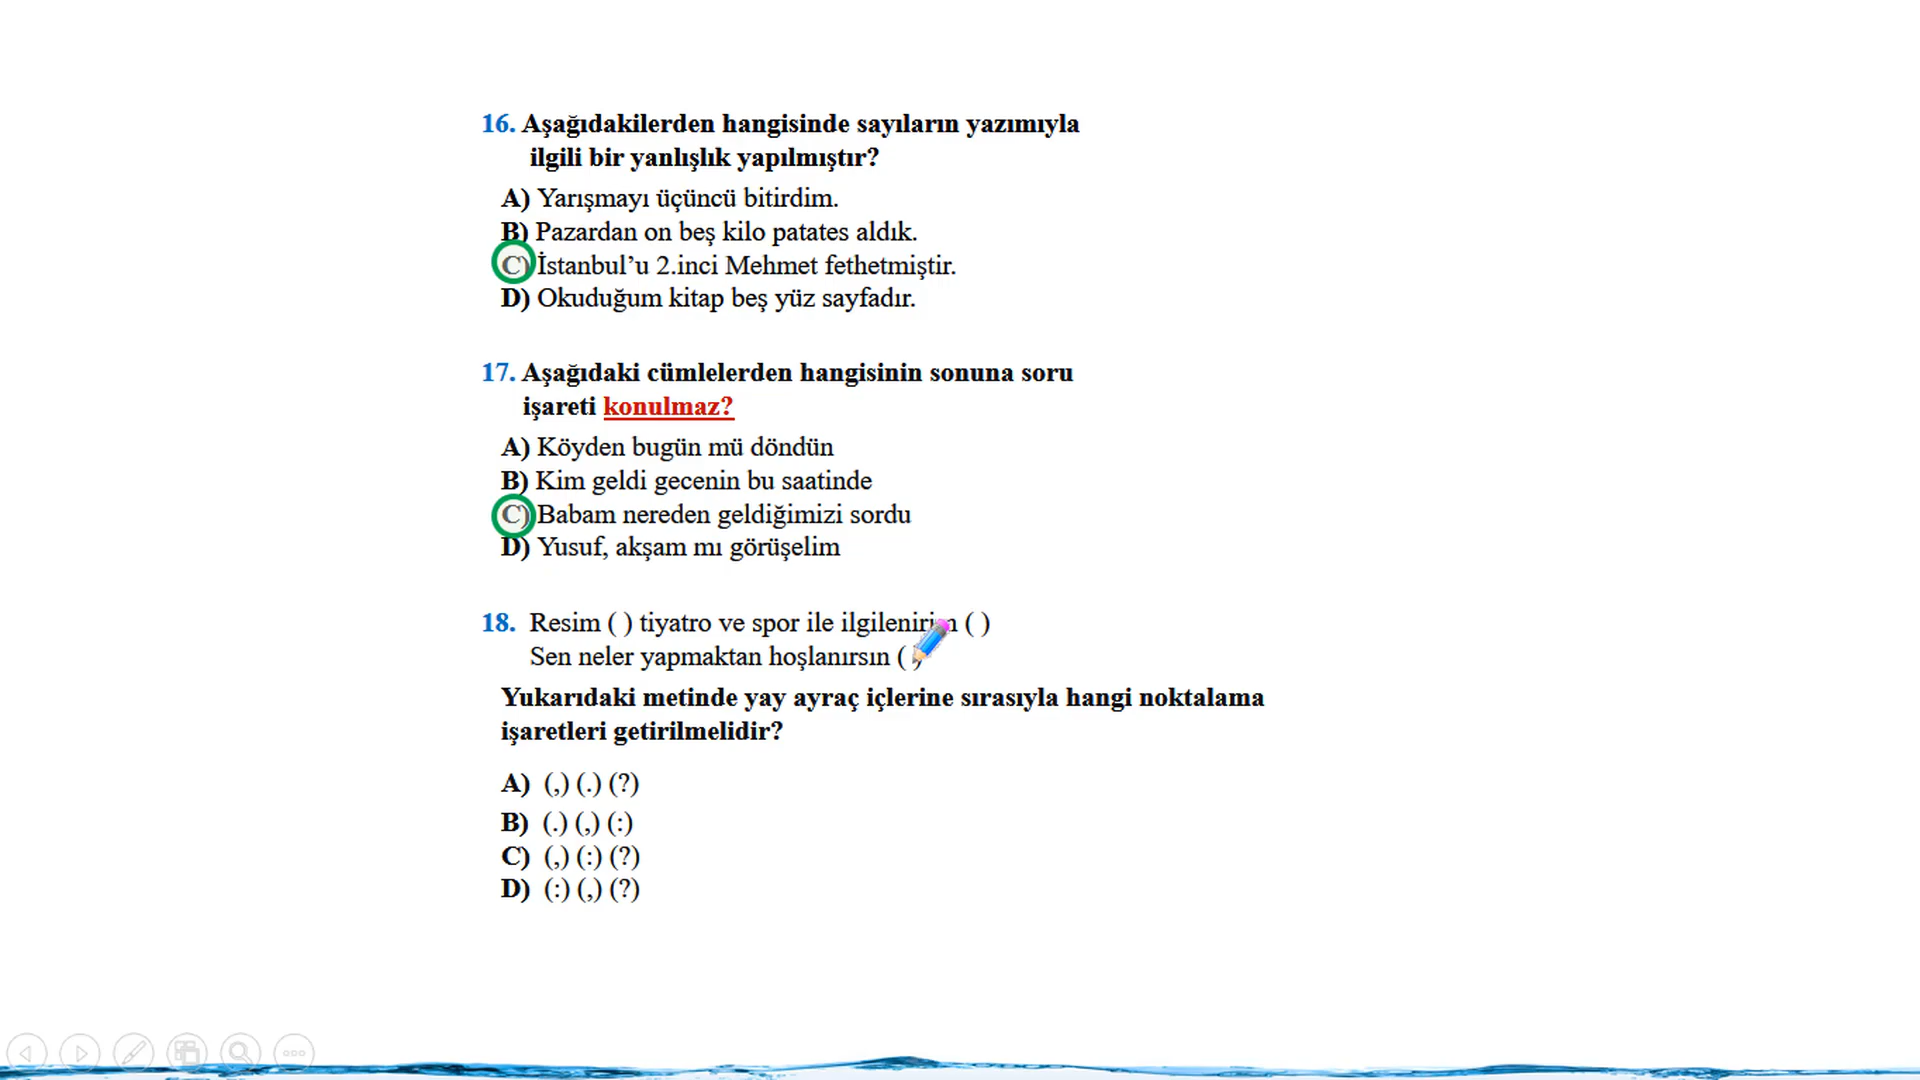 16. Aşağıdakilerden hangisinde sayıların yazımıyla
ilgili bir yanlışlık yapılmıştır?
A) Yarışmayı üçüncü bitirdim.
B) Pazardan on beş kilo patates aldık.
C) İstanbul’u 2.inci Mehmet fethetmiştir.
D) Okuduğum kitap beş yüz sayfadır.
17. Aşağıdaki cümlelerden hangisinin sonuna soru
işareti konulmaz?
A) Köyden bugün mü döndün
B) Kim geldi gecenin bu saatinde
C) Babam nereden geldiğimizi sordu
D) Yusuf, akşam mı görüşelim
18. Resim ( ) tiyatro ve spor ile ilgilenirim ( )
Sen neler yapmaktan hoşlanırsın ( )
Yukarıdaki metinde yay ayraç içlerine sırasıyla hangi noktalama
işaretleri getirilmelidir?
A) (,) (.) (?)
B) (.) (,) (:)
C) (,) (:) (?)
D) (:) (,) (?)